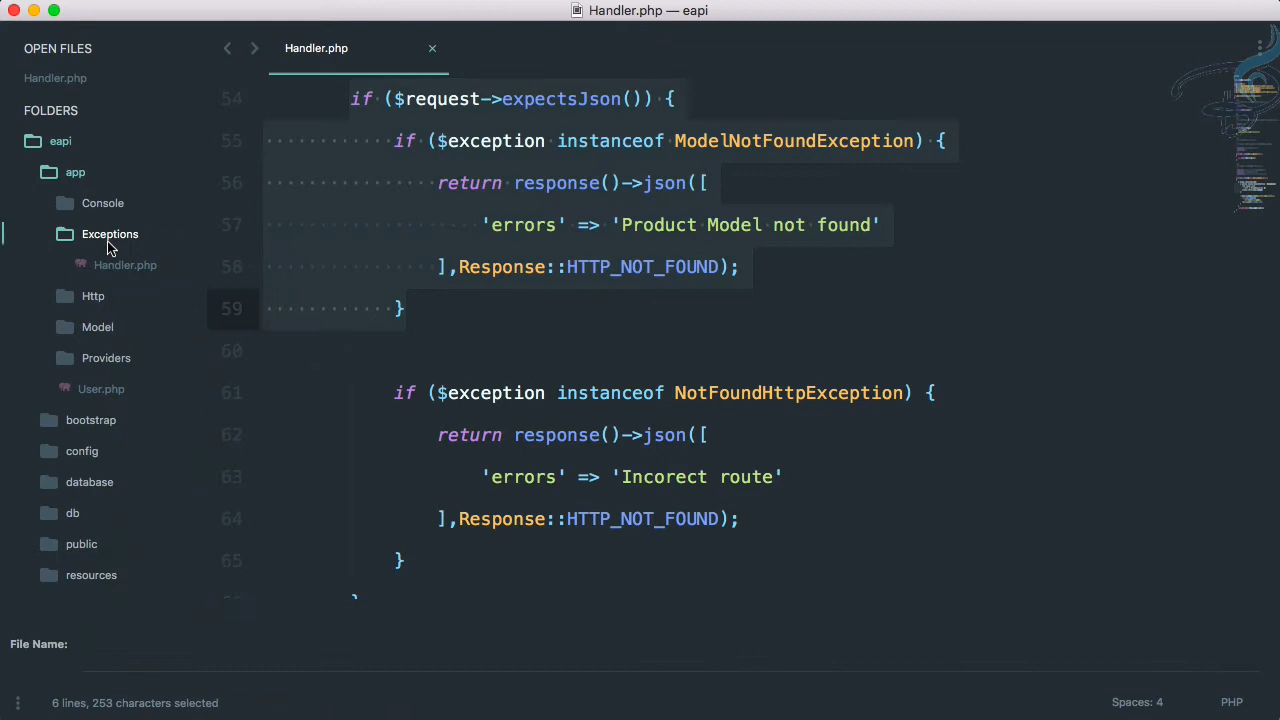 Handler.php — eapi
OPEN FILES
Handler.php
FOLDERS
eapi
app
Console
Exceptions
Handler.php
Http
Model
Providers
User.php
bootstrap
config
database
db
public
resources
Handler.php ×
54 if ($request->expectsJson()) {
55 if ($exception instanceof ModelNotFoundException) {
56 return response()->json([
57 'errors' => 'Product Model not found'
58 ],Response::HTTP_NOT_FOUND);
59 }
60
61 if ($exception instanceof NotFoundHttpException) {
62 return response()->json([
63 'errors' => 'Incorect route'
64 ],Response::HTTP_NOT_FOUND);
65 }
File Name:
6 lines, 253 characters selected
Spaces: 4
PHP